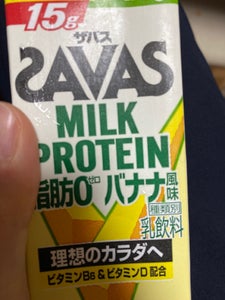 15g
ザバス
SAVAS
MILK
PROTEIN
脂肪0ゼロ バナナ風味
種類別
乳飲料
理想のカラダへ
ビタミンB6 & ビタミンD 配合